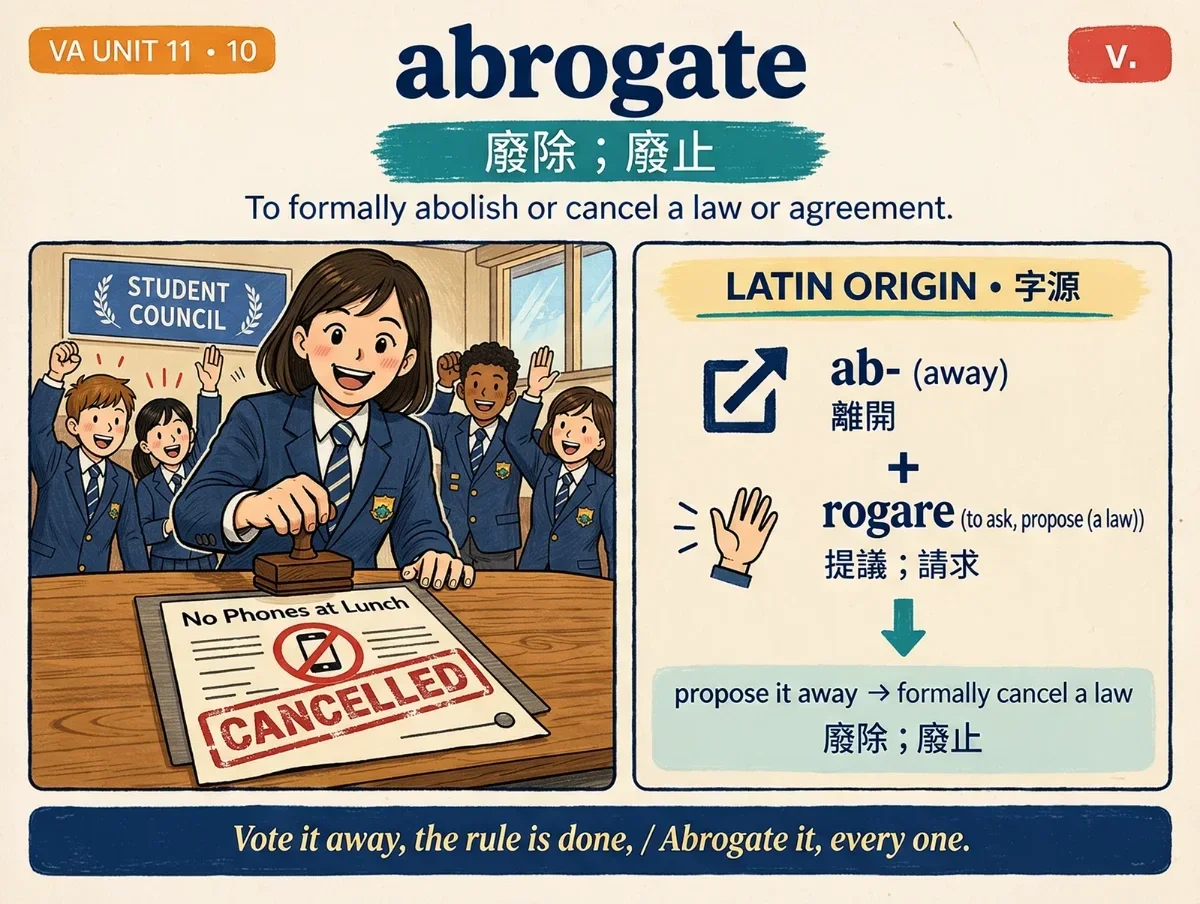 VA UNIT 11 • 10
v.
abrogate
廢除；廢止
To formally abolish or cancel a law or agreement.
STUDENT
COUNCIL
No Phones at Lunch
CANCELLED
LATIN ORIGIN • 字源
ab- (away)
離開
+
rogare (to ask, propose (a law))
提議；請求
propose it away → formally cancel a law
廢除；廢止
Vote it away, the rule is done, / Abrogate it, every one.